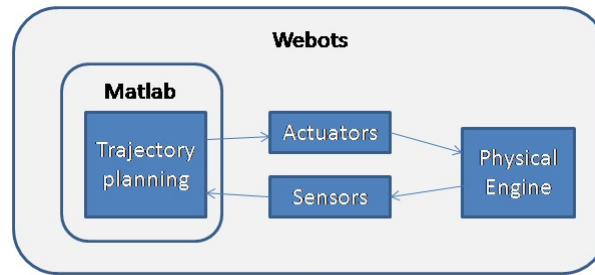 Webots
Matlab
Trajectory
planning
Actuators
Sensors
Physical
Engine